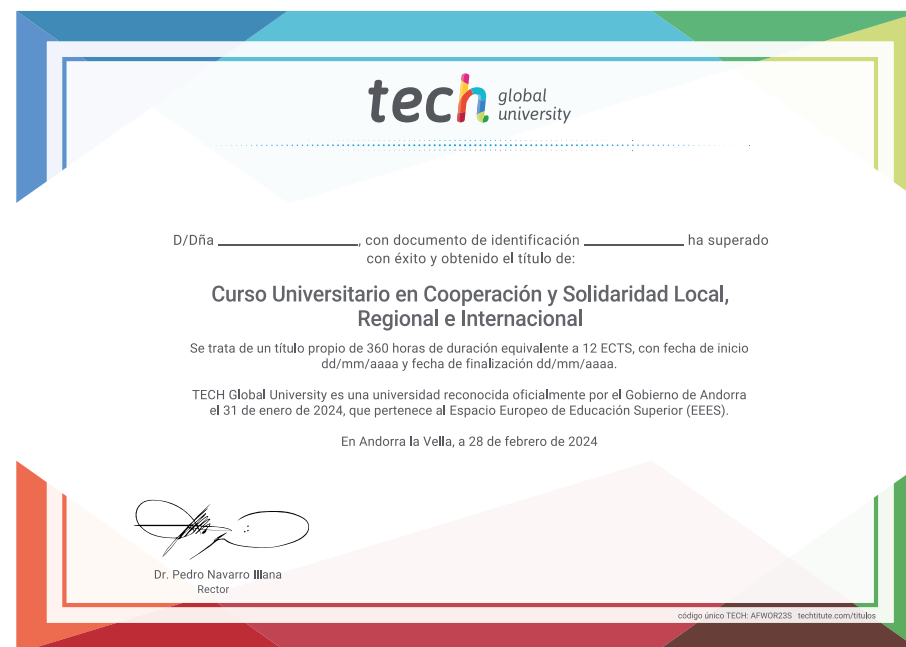 tech global university
D/Dña ____________________, con documento de identificación ______________ ha superado
con éxito y obtenido el título de:
Curso Universitario en Cooperación y Solidaridad Local,
Regional e Internacional
Se trata de un título propio de 360 horas de duración equivalente a 12 ECTS, con fecha de inicio
dd/mm/aaaa y fecha de finalización dd/mm/aaaa.
TECH Global University es una universidad reconocida oficialmente por el Gobierno de Andorra
el 31 de enero de 2024, que pertenece al Espacio Europeo de Educación Superior (EEES).
En Andorra la Vella, a 28 de febrero de 2024
Dr. Pedro Navarro Illana
Rector
código único TECH: AFWOR23S techtitute.com/titulos